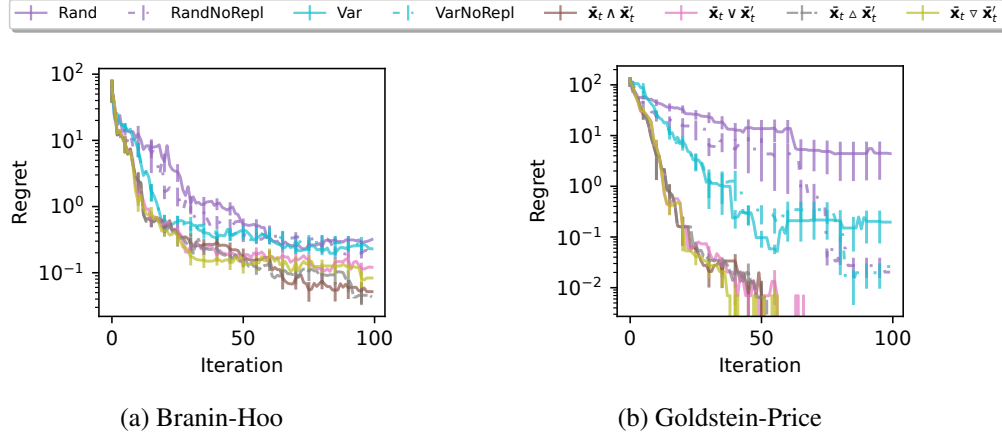 Rand RandNoRepl Var VarNoRepl x̄ₜ ∧ x̄ₜ′ x̄ₜ ∨ x̄ₜ′ x̄ₜ △ x̄ₜ′ x̄ₜ ▽ x̄ₜ′
10²
10¹
10⁰
10⁻¹
Regret
0 50 100
Iteration
(a) Branin-Hoo
10²
10¹
10⁰
10⁻¹
10⁻²
Regret
0 50 100
Iteration
(b) Goldstein-Price